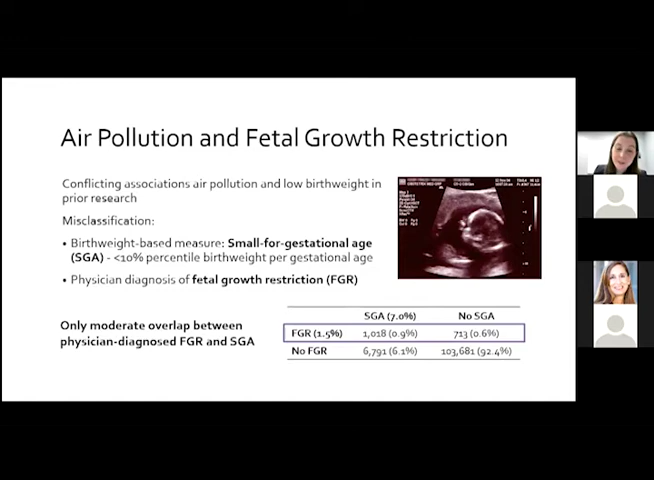 Air Pollution and Fetal Growth Restriction
Conflicting associations air pollution and low birthweight in
prior research
Misclassification:
• Birthweight-based measure: Small-for-gestational age
(SGA) - <10% percentile birthweight per gestational age
• Physician diagnosis of fetal growth restriction (FGR)
Only moderate overlap between
physician-diagnosed FGR and SGA
SGA (7.0%) No SGA
FGR (1.5%) 1,018 (0.9%) 713 (0.6%)
No FGR 6,791 (6.1%) 103,681 (92.4%)